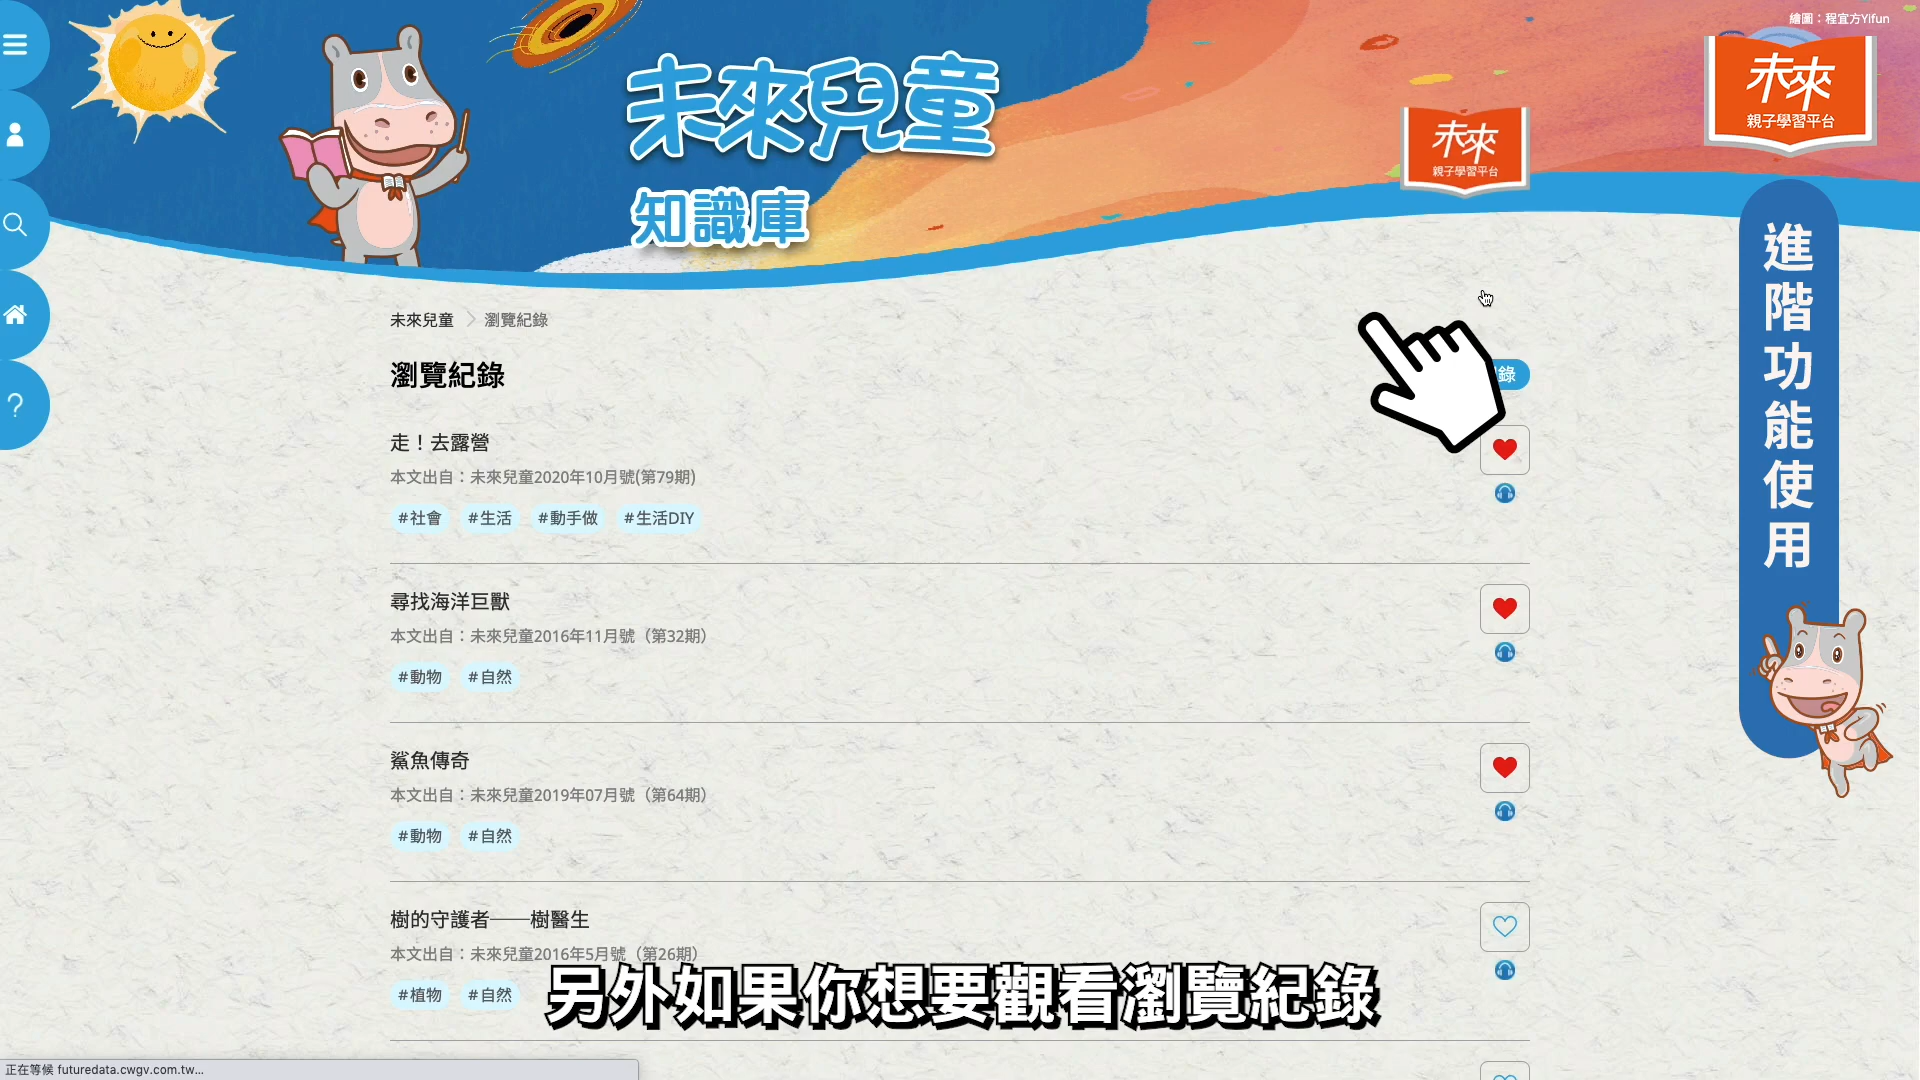 繪圖：程宜方Yifun
未來兒童
知識庫
未來
親子學習平台
未來
親子學習平台
進階功能使用
未來兒童 > 瀏覽紀錄
瀏覽紀錄
錄
走！去露營
本文出自：未來兒童2020年10月號(第79期)
#社會 #生活 #動手做 #生活DIY
尋找海洋巨獸
本文出自：未來兒童2016年11月號（第32期）
#動物 #自然
鯊魚傳奇
本文出自：未來兒童2019年07月號（第64期）
#動物 #自然
樹的守護者——樹醫生
本文出自：未來兒童2016年5月號（第26期）
#植物 #自然
另外如果你想要觀看瀏覽紀錄
正在等候 futuredata.cwgv.com.tw...